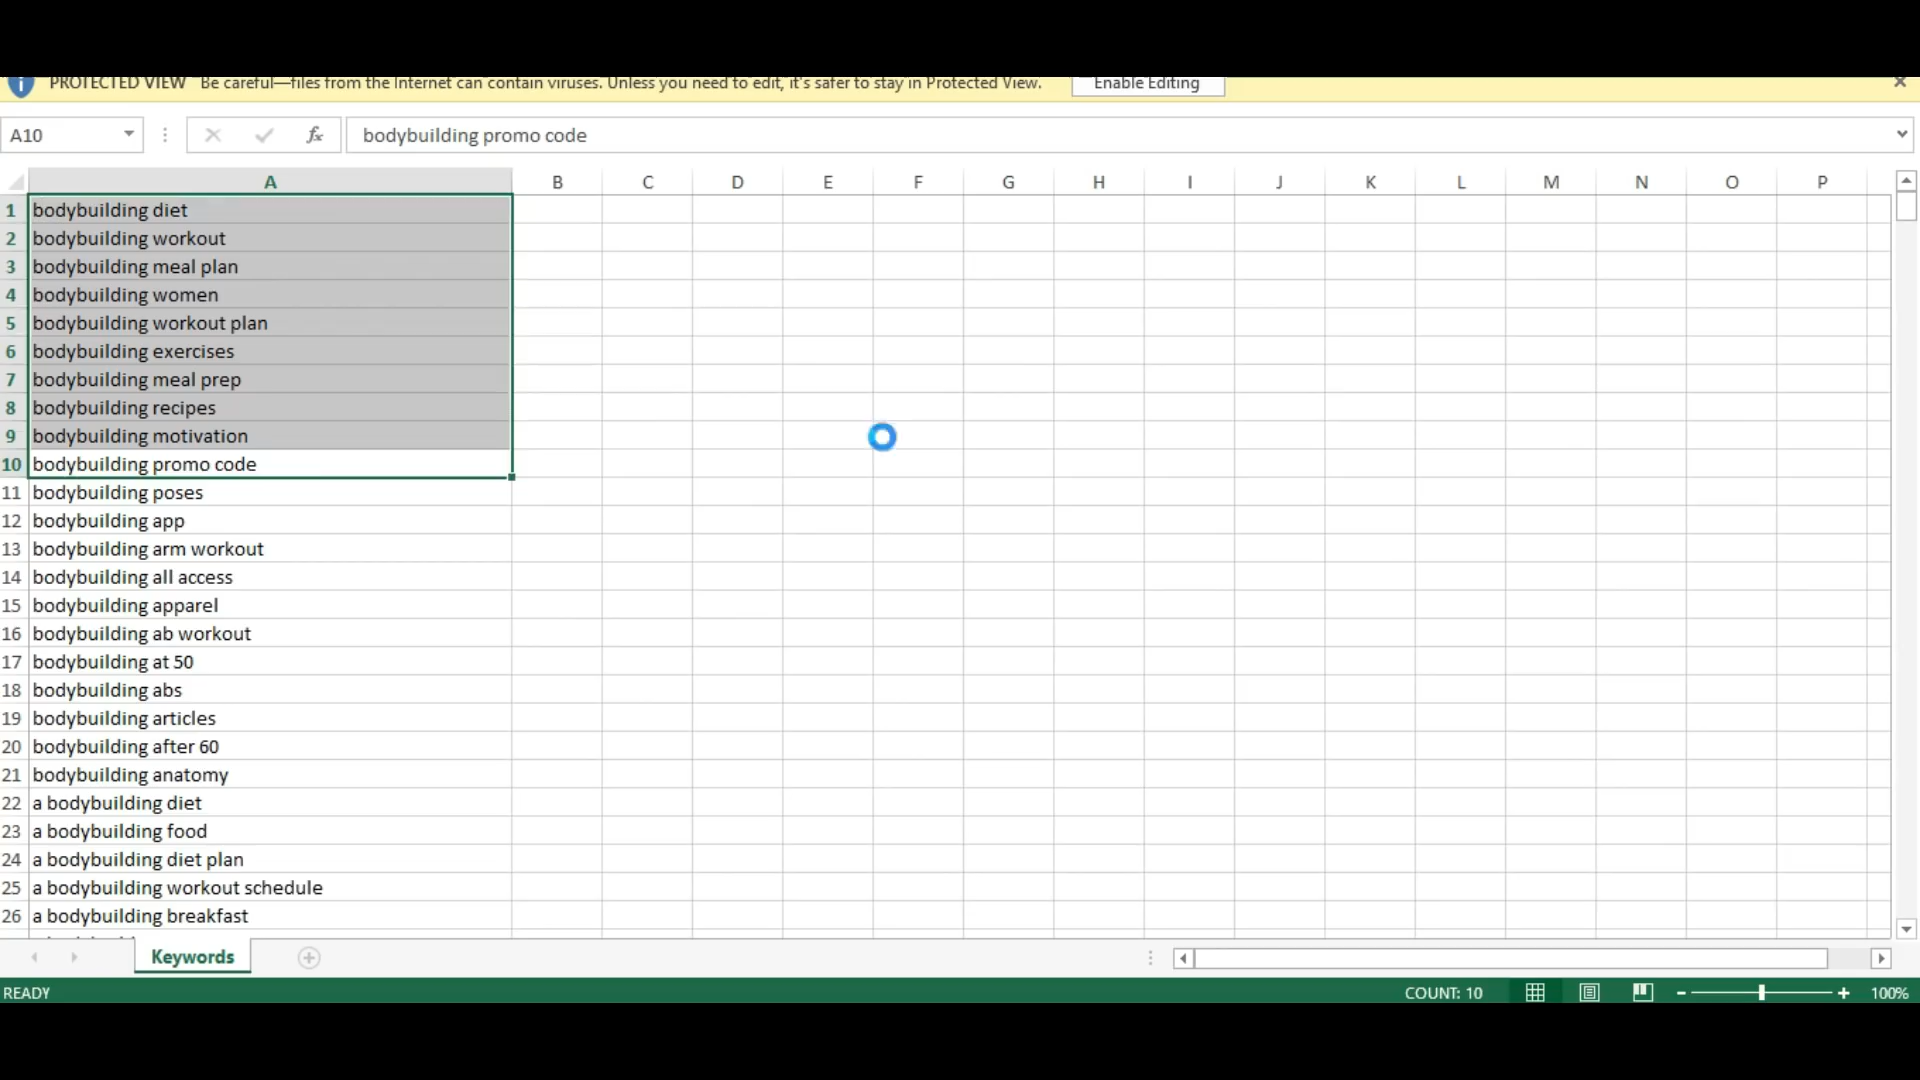 PROTECTED VIEW Be careful—files from the Internet can contain viruses. Unless you need to edit, it's safer to stay in Protected View. Enable Editing
A10 fx bodybuilding promo code
A B C D E F G H I J K L M N O P
1 bodybuilding diet
2 bodybuilding workout
3 bodybuilding meal plan
4 bodybuilding women
5 bodybuilding workout plan
6 bodybuilding exercises
7 bodybuilding meal prep
8 bodybuilding recipes
9 bodybuilding motivation
10 bodybuilding promo code
11 bodybuilding poses
12 bodybuilding app
13 bodybuilding arm workout
14 bodybuilding all access
15 bodybuilding apparel
16 bodybuilding ab workout
17 bodybuilding at 50
18 bodybuilding abs
19 bodybuilding articles
20 bodybuilding after 60
21 bodybuilding anatomy
22 a bodybuilding diet
23 a bodybuilding food
24 a bodybuilding diet plan
25 a bodybuilding workout schedule
26 a bodybuilding breakfast
Keywords
READY COUNT: 10 100%